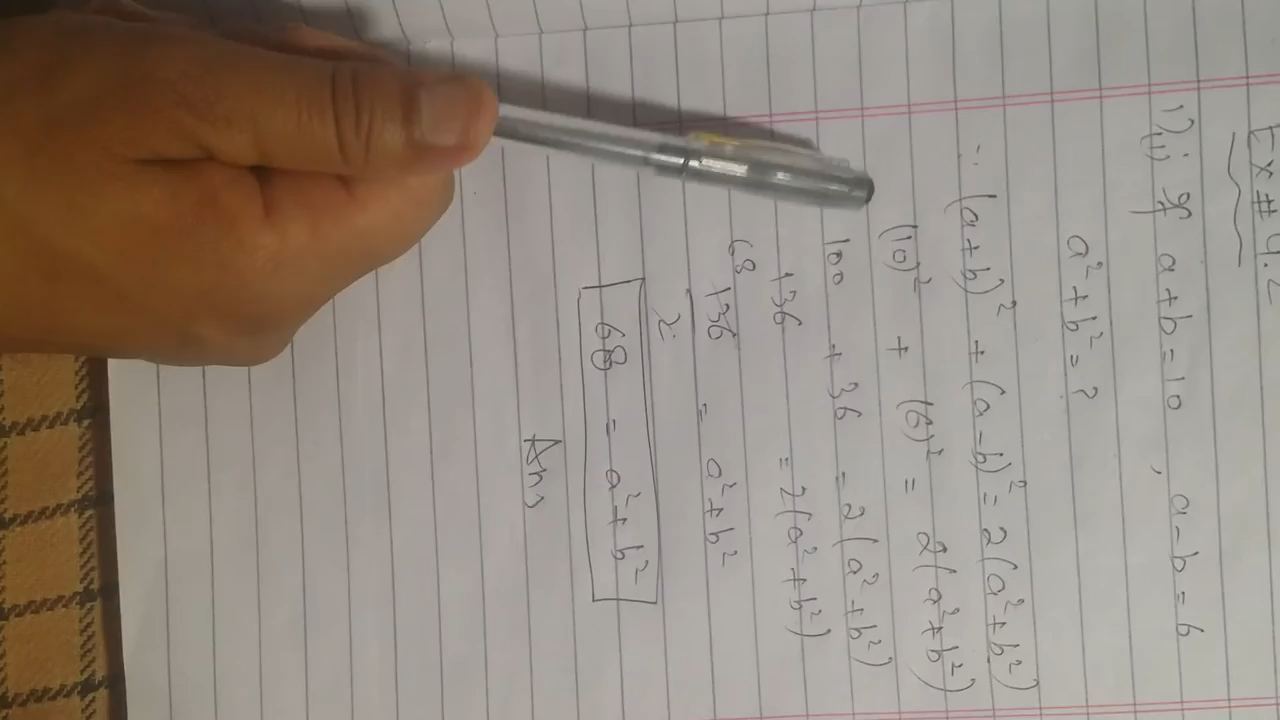 Ex # 4.2
1) i) If a+b=10 , a-b=6
a²+b²=?
∵ (a+b)² + (a-b)² = 2(a²+b²)
(10)² + (6)² = 2(a²+b²)
100 + 36 = 2(a²+b²)
136 = 2(a²+b²)
68
136 = a²+b²
2
68 = a²+b²
Ans